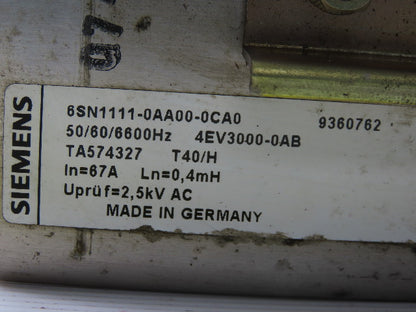 SIEMENS
6SN1111-0AA00-0CA0 9360762
50/60/6600Hz 4EV3000-0AB
TA574327 T40/H
In=67A Ln=0,4mH
Uprüf=2,5kV AC
MADE IN GERMANY